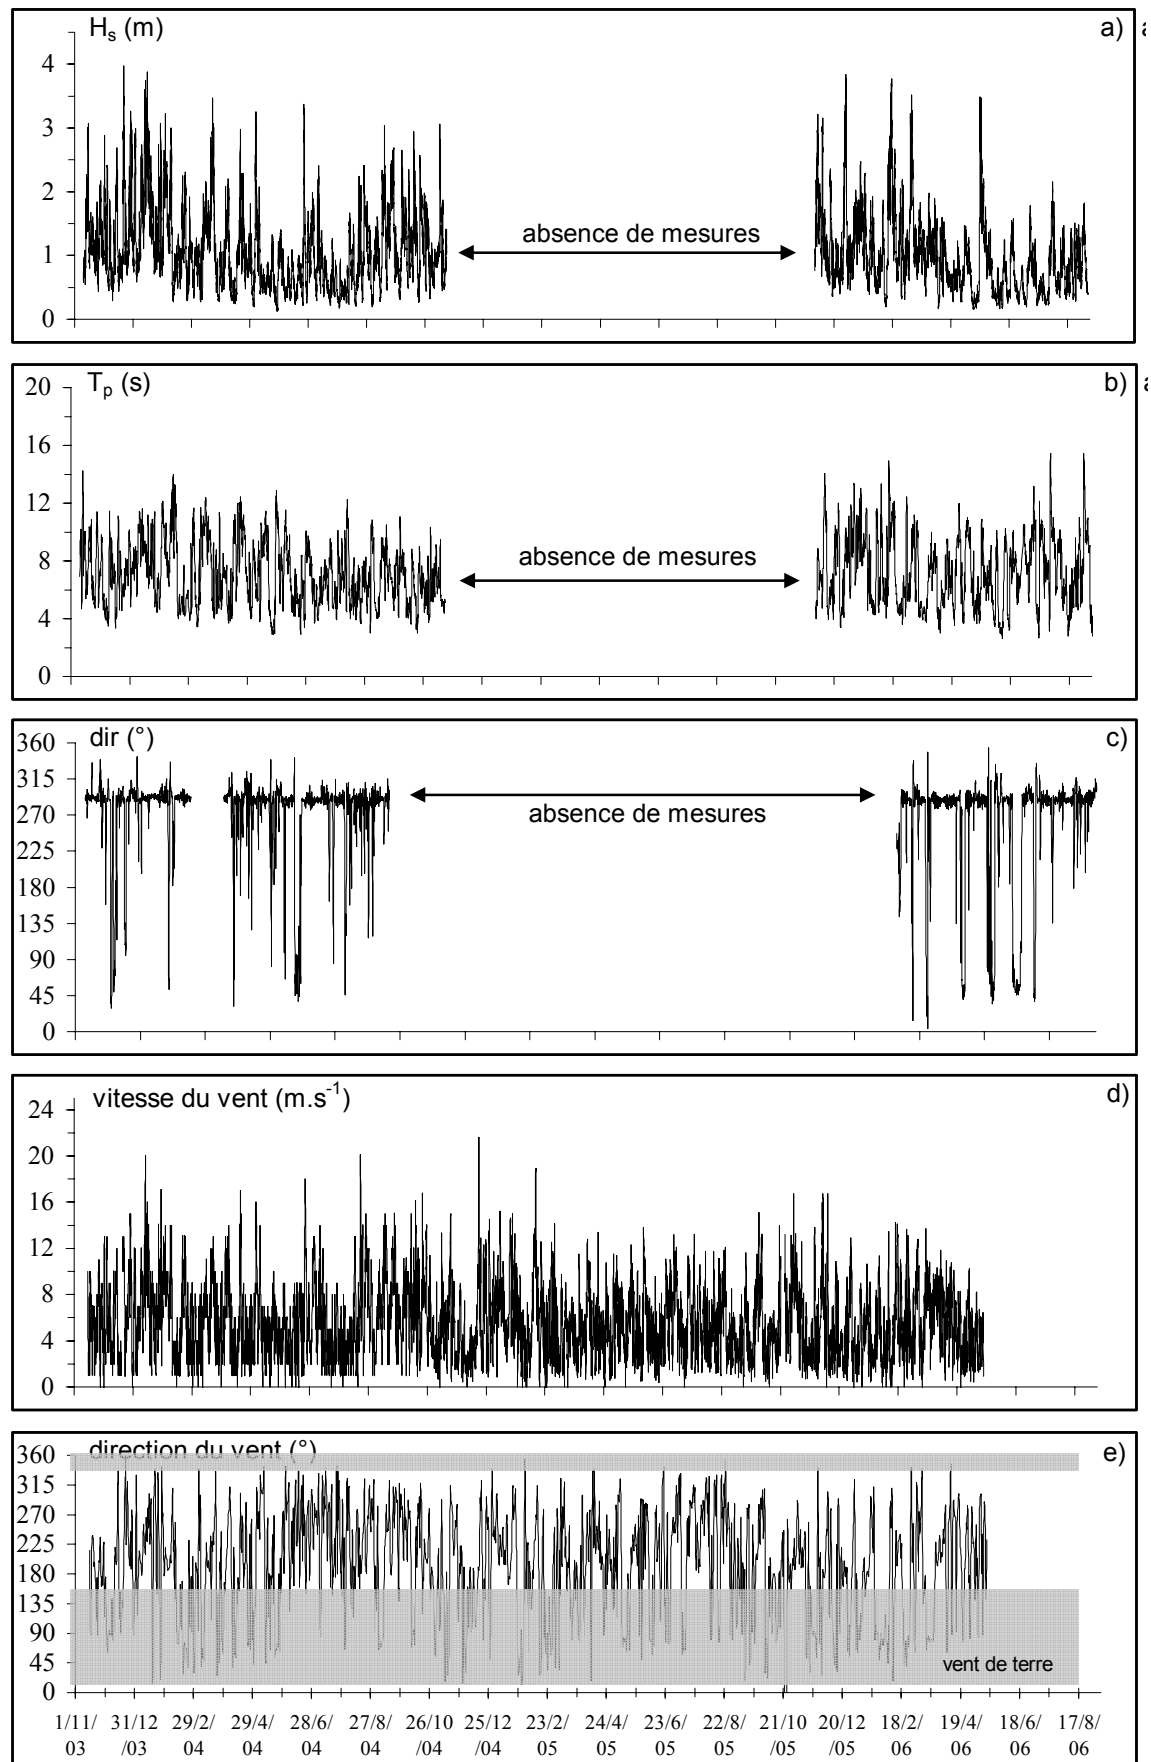 Hs (m)
a)
4
3
2
1
0
absence de mesures
Tp (s)
b)
20
16
12
8
4
0
absence de mesures
dir (°)
c)
360
315
270
225
180
135
90
45
0
absence de mesures
vitesse du vent (m.s-1)
d)
24
20
16
12
8
4
0
direction du vent (°)
e)
360
315
270
225
180
135
90
45
0
vent de terre
1/11/ 31/12 29/2/ 29/4/ 28/6/ 27/8/ 26/10 25/12 23/2/ 24/4/ 23/6/ 22/8/ 21/10 20/12 18/2/ 19/4/ 18/6/ 17/8/
03 /03 04 04 04 04 /04 /04 05 05 05 05 /05 /05 06 06 06 06